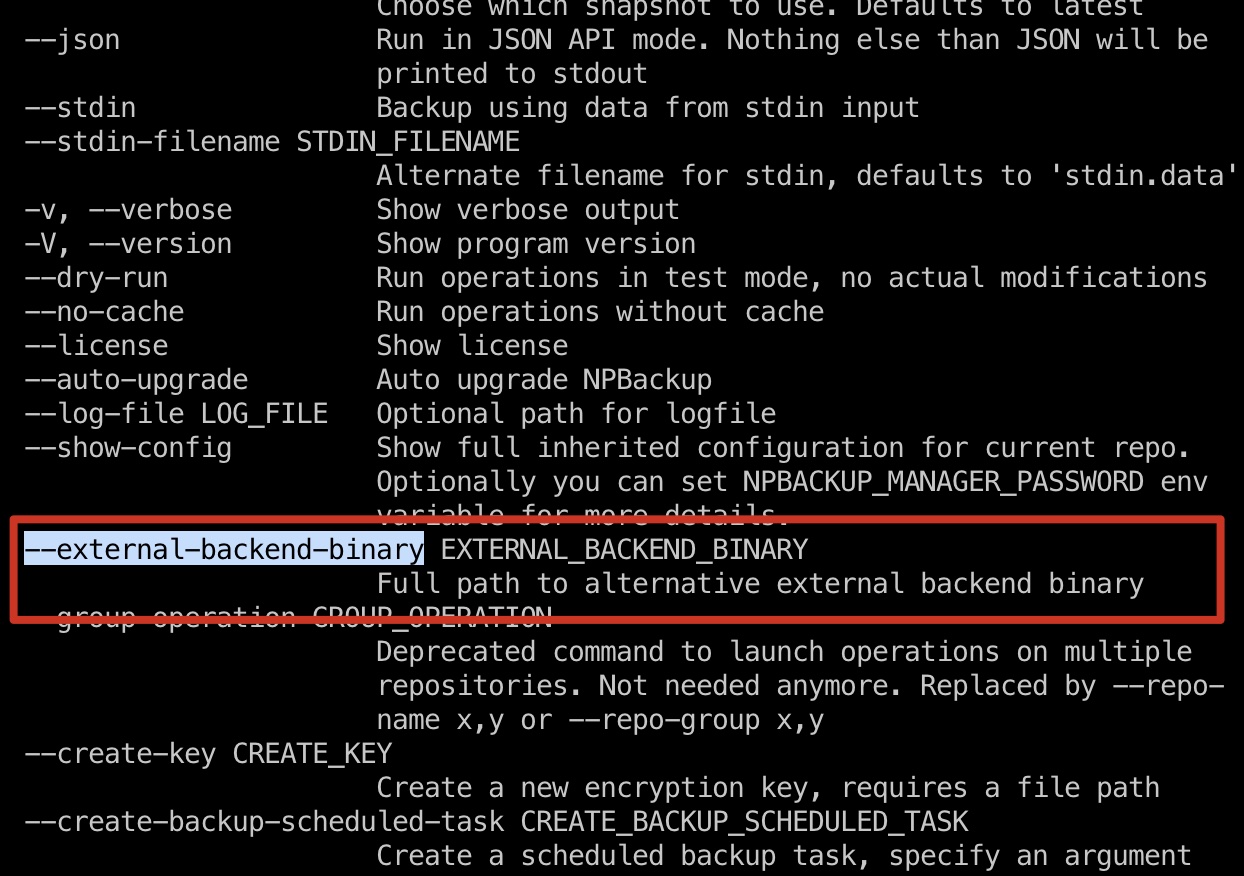 Choose which snapshot to use. Defaults to latest
--json Run in JSON API mode. Nothing else than JSON will be
printed to stdout
--stdin Backup using data from stdin input
--stdin-filename STDIN_FILENAME
Alternate filename for stdin, defaults to 'stdin.data'
-v, --verbose Show verbose output
-V, --version Show program version
--dry-run Run operations in test mode, no actual modifications
--no-cache Run operations without cache
--license Show license
--auto-upgrade Auto upgrade NPBackup
--log-file LOG_FILE Optional path for logfile
--show-config Show full inherited configuration for current repo.
Optionally you can set NPBACKUP_MANAGER_PASSWORD env
variable for more details.
--external-backend-binary EXTERNAL_BACKEND_BINARY
Full path to alternative external backend binary
--group-operation GROUP_OPERATION
Deprecated command to launch operations on multiple
repositories. Not needed anymore. Replaced by --repo-
name x,y or --repo-group x,y
--create-key CREATE_KEY
Create a new encryption key, requires a file path
--create-backup-scheduled-task CREATE_BACKUP_SCHEDULED_TASK
Create a scheduled backup task, specify an argument